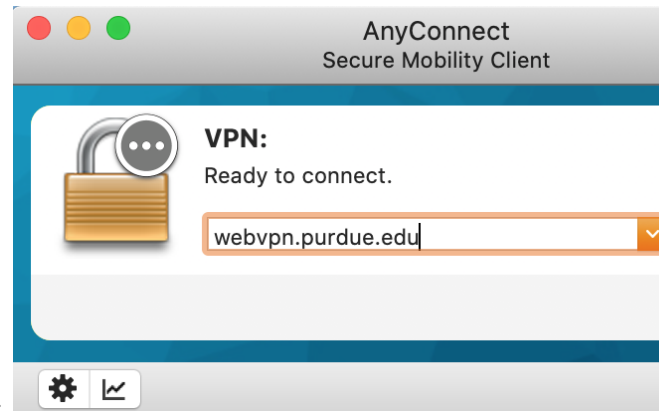 AnyConnect
Secure Mobility Client
VPN:
Ready to connect.
webvpn.purdue.edu